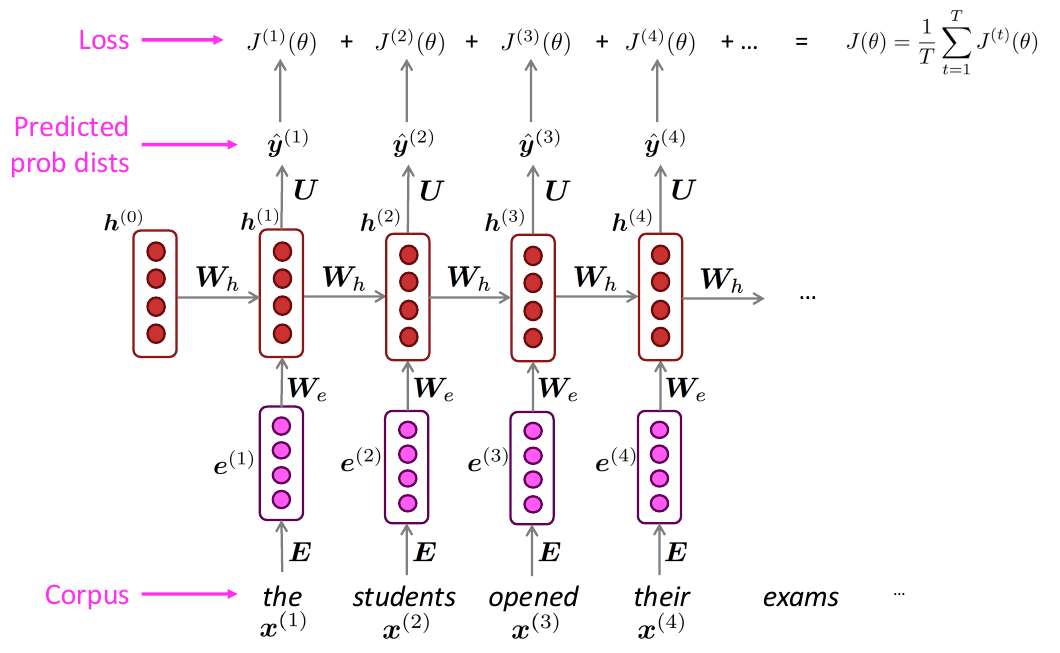 Loss J^{(1)}(θ) + J^{(2)}(θ) + J^{(3)}(θ) + J^{(4)}(θ) + ... = J(θ) = \frac{1}{T} \sum_{t=1}^{T} J^{(t)}(θ)
Predicted
prob dists
ŷ^{(1)} ŷ^{(2)} ŷ^{(3)} ŷ^{(4)}
U U U U
h^{(0)} h^{(1)} h^{(2)} h^{(3)} h^{(4)}
W_h W_h W_h W_h W_h ...
W_e W_e W_e W_e
e^{(1)} e^{(2)} e^{(3)} e^{(4)}
E E E E
Corpus the students opened their exams ...
x^{(1)} x^{(2)} x^{(3)} x^{(4)}